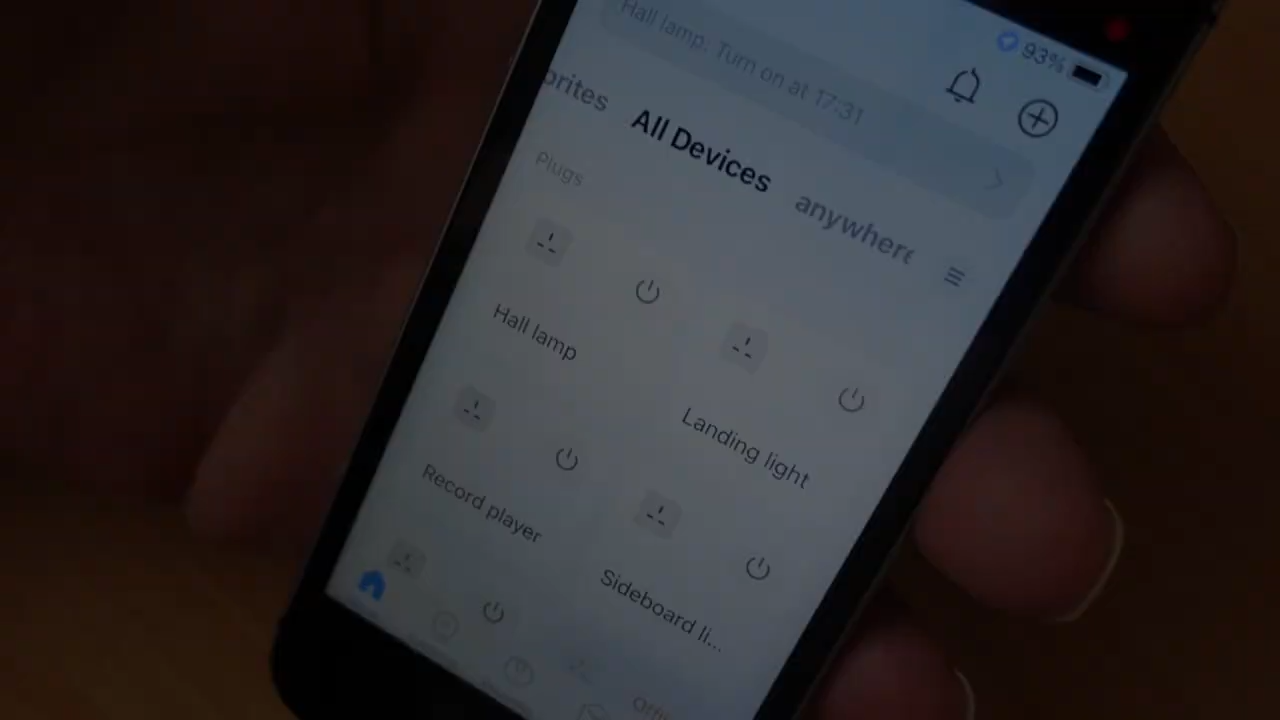 93%
Hall lamp: Turn on at 17:31
orites All Devices anywhere
Plugs
Hall lamp
Landing light
Record player
Sideboard li...